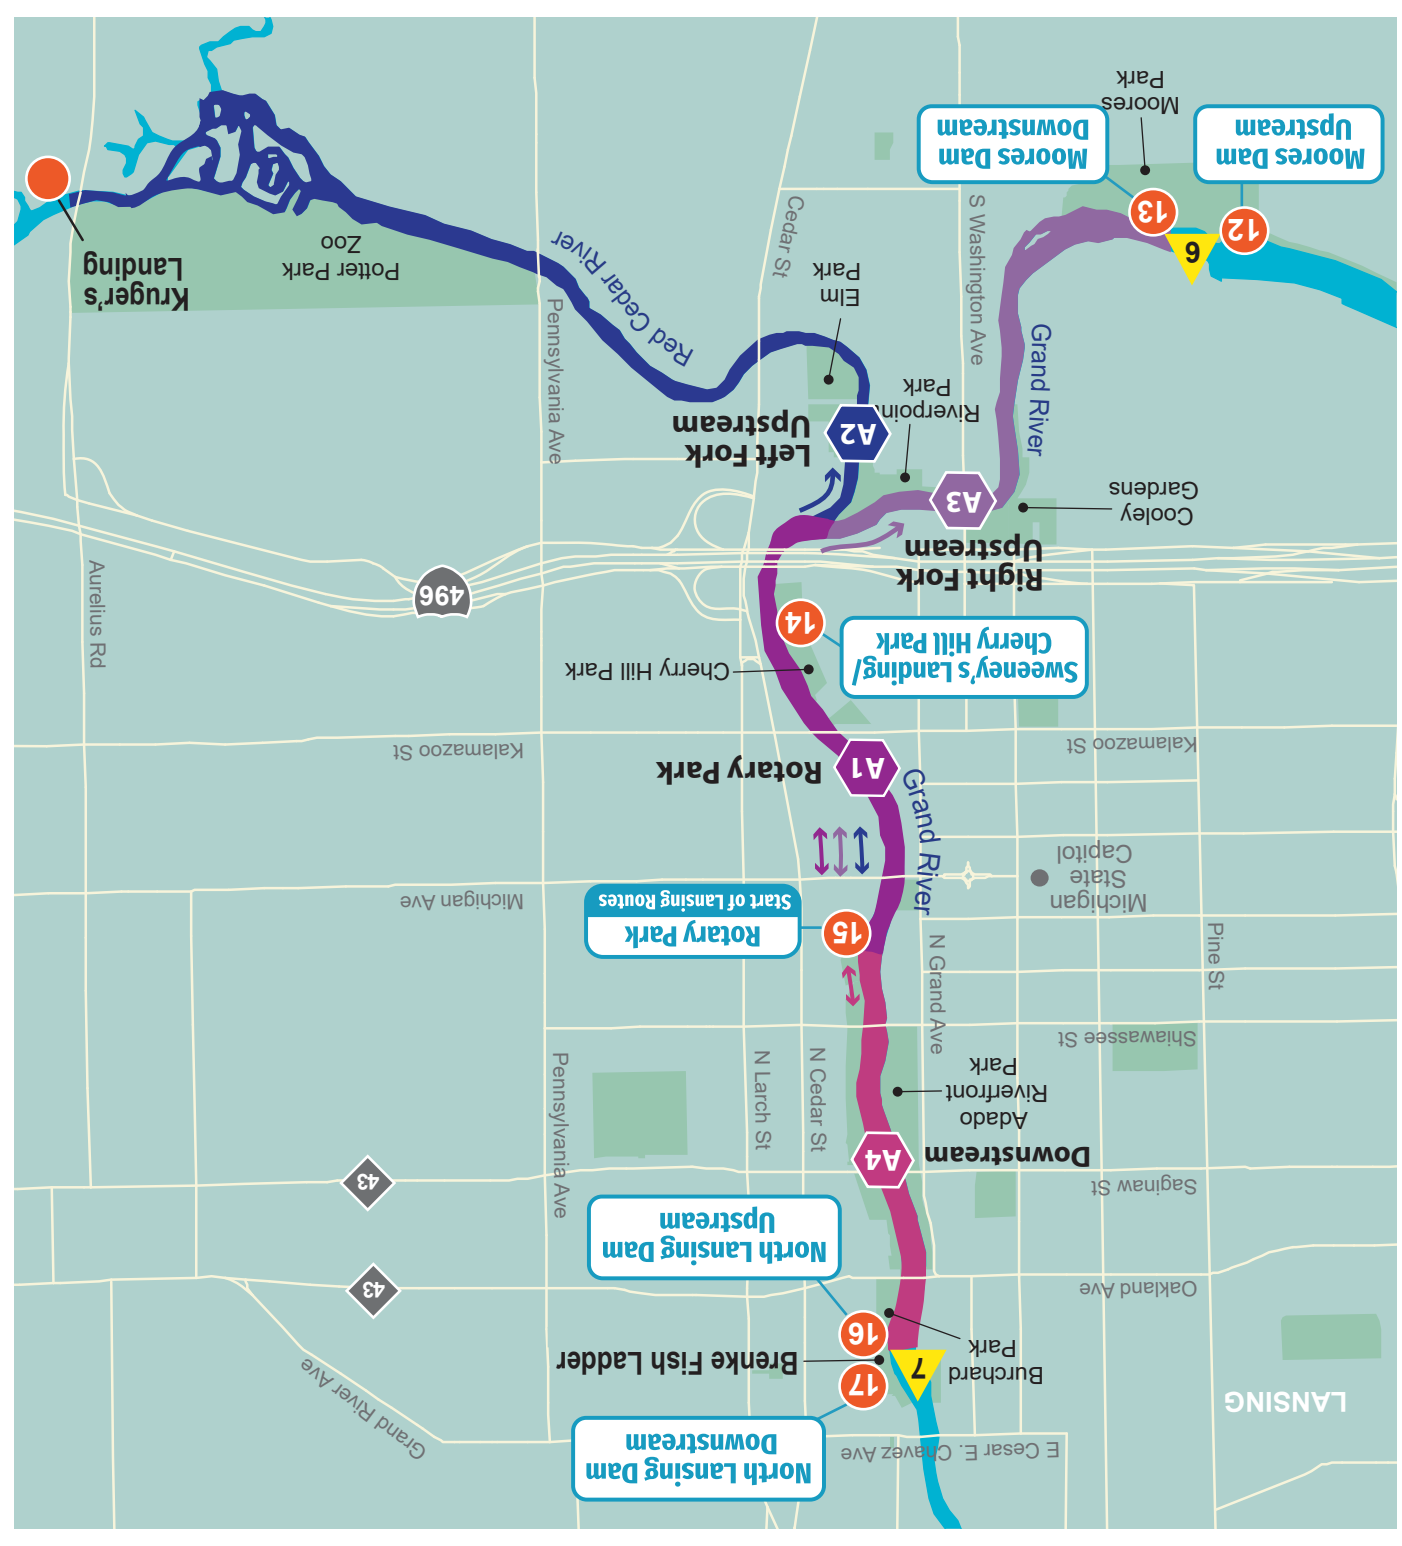 E Cesar E. Chavez Ave
LANSING
North Lansing Dam
Downstream
17
Burchard
Park
7
Brenke Fish Ladder
16
Grand River Ave
Oakland Ave
43
North Lansing Dam
Upstream
Saginaw St
43
A4
Downstream
Adado
Riverfront
Park
Pennsylvania Ave
N Larch St
N Cedar St
N Grand Ave
Shiawassee St
Pine St
15
Rotary Park
Start of Lansing Routes
Michigan
State
Capitol
Michigan Ave
Grand River
A1
Rotary Park
Kalamazoo St
Kalamazoo St
Cherry Hill Park
Sweeney's Landing/
Cherry Hill Park
14
496
Aurelius Rd
Right Fork
Upstream
A3
Cooley
Gardens
Left Fork
Upstream
A2
Riverpoint
Park
Grand River
S Washington Ave
Pennsylvania Ave
Red Cedar River
Elm
Park
Cedar St
Kruger's
Landing
Potter Park
Zoo
6
12
Moores Dam
Upstream
13
Moores Dam
Downstream
Moores
Park